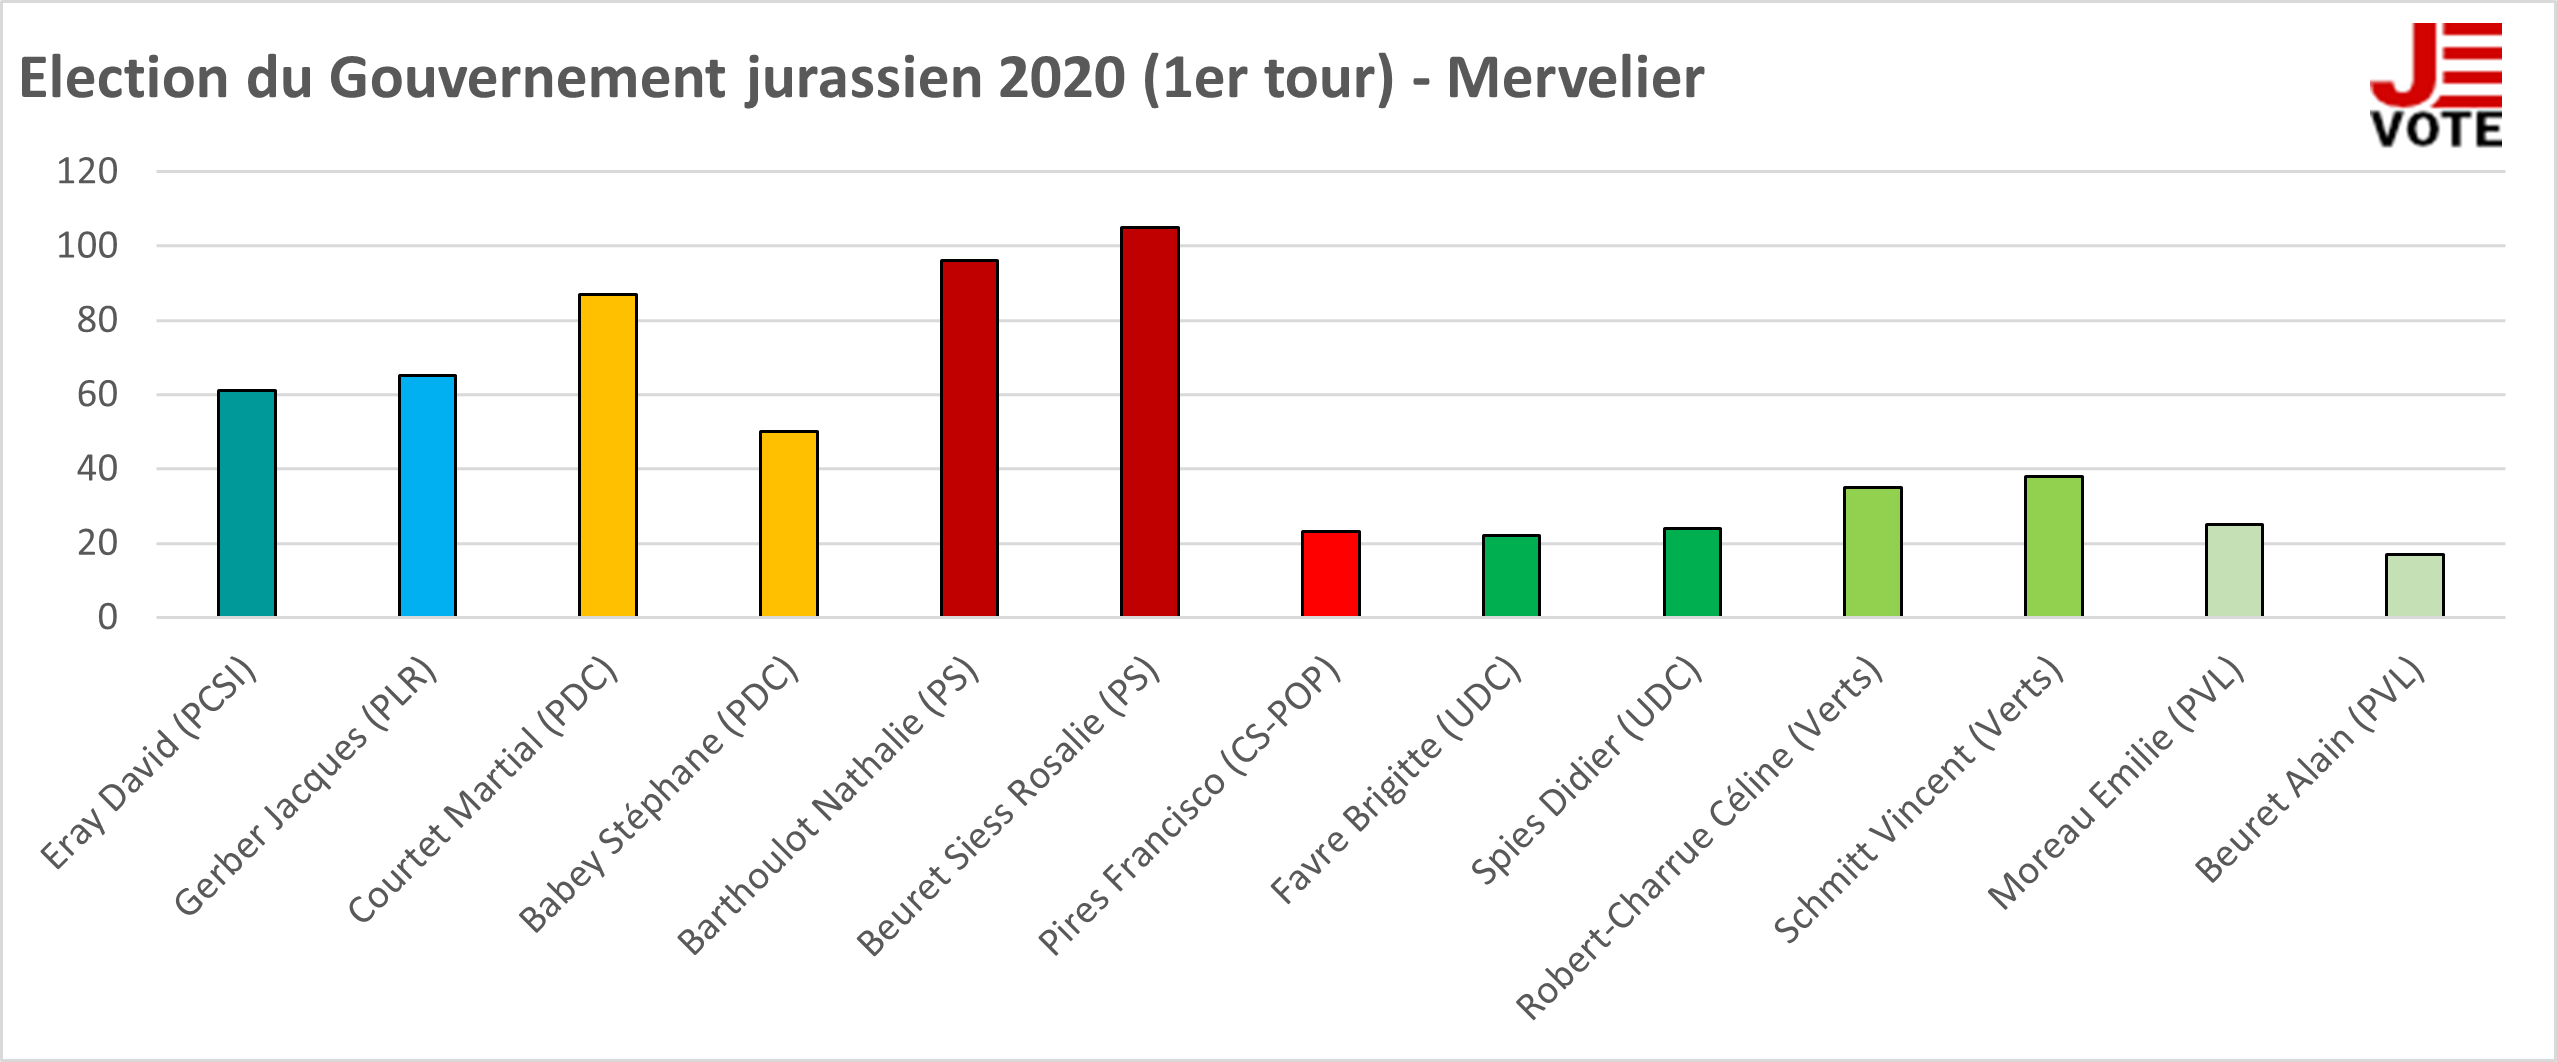 Election du Gouvernement jurassien 2020 (1er tour) - Mervelier
JE
VOTE
120
100
80
60
40
20
0
Eray David (PCSI)
Gerber Jacques (PLR)
Courtet Martial (PDC)
Babey Stéphane (PDC)
Barthoulot Nathalie (PS)
Beuret Siess Rosalie (PS)
Pires Francisco (CS-POP)
Favre Brigitte (UDC)
Spies Didier (UDC)
Robert-Charrue Céline (Verts)
Schmitt Vincent (Verts)
Moreau Emilie (PVL)
Beuret Alain (PVL)